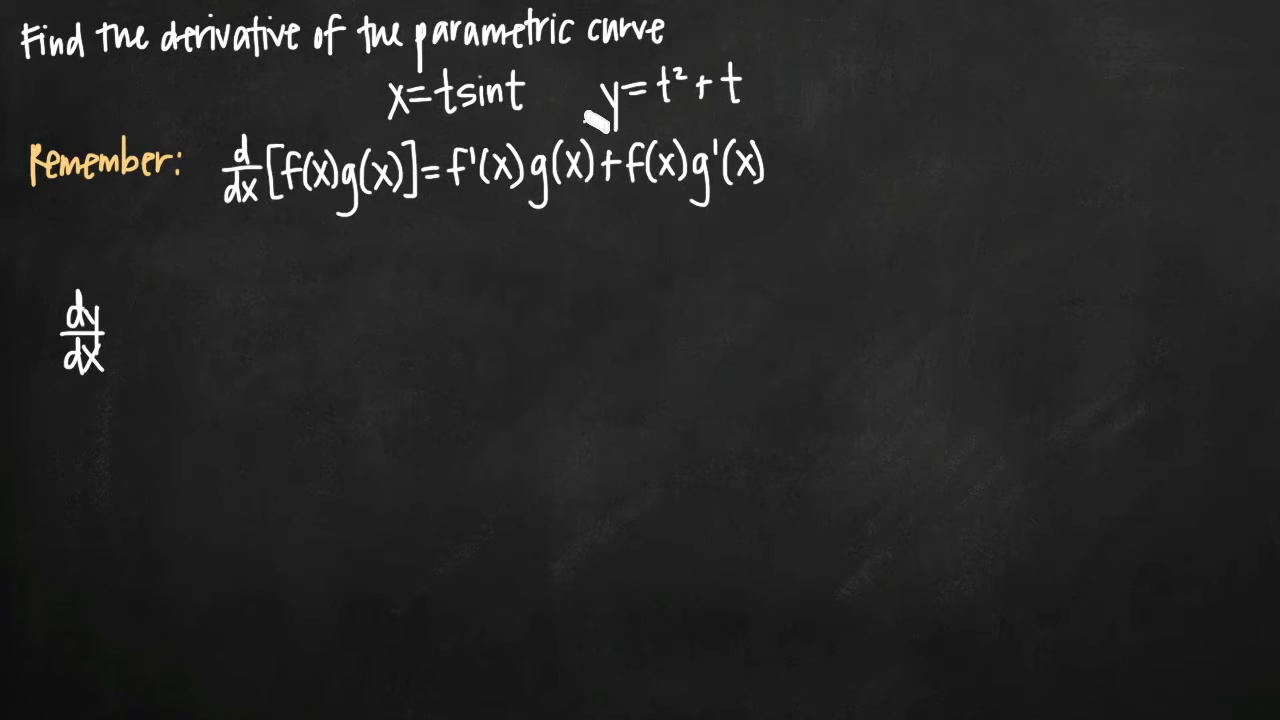 Find the derivative of the parametric curve
x=tsint y=t²+t
Remember: d/dx[f(x)g(x)]=f'(x)g(x)+f(x)g'(x)
dy/dx